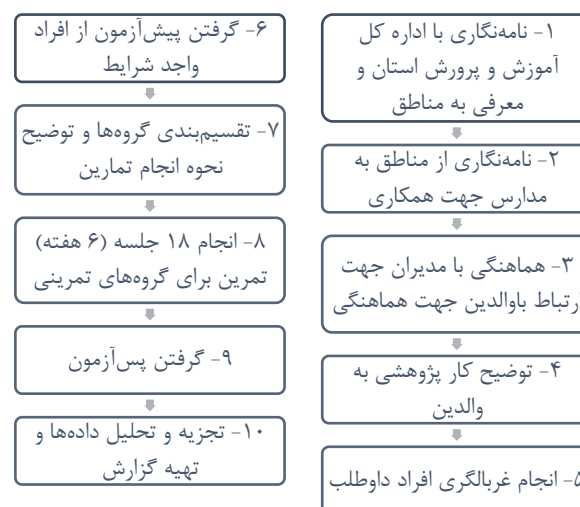 ۱- نامه‌نگاری با اداره کل
آموزش و پرورش استان و
معرفی به مناطق
۲- نامه‌نگاری از مناطق به
مدارس جهت همکاری
۳- هماهنگی با مدیران جهت
ارتباط باوالدین جهت هماهنگی
۴- توضیح کار پژوهشی به
والدین
۵- انجام غربالگری افراد داوطلب
۶- گرفتن پیش‌آزمون از افراد
واجد شرایط
۷- تقسیم‌بندی گروه‌ها و توضیح
نحوه انجام تمارین
۸- انجام ۱۸ جلسه (۶ هفته)
تمرین برای گروه‌های تمرینی
۹- گرفتن پس‌آزمون
۱۰- تجزیه و تحلیل داده‌ها و
تهیه گزارش